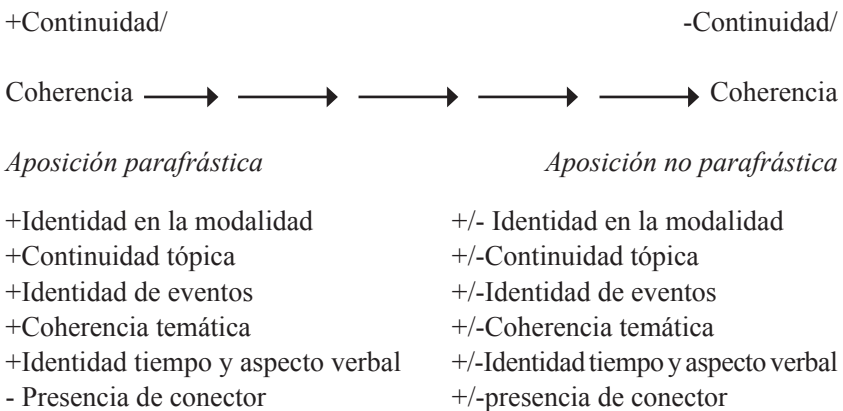 +Continuidad/ -Continuidad/
Coherencia Coherencia
Aposición parafrástica Aposición no parafrástica
+Identidad en la modalidad +/- Identidad en la modalidad
+Continuidad tópica +/-Continuidad tópica
+Identidad de eventos +/-Identidad de eventos
+Coherencia temática +/-Coherencia temática
+Identidad tiempo y aspecto verbal +/-Identidad tiempo y aspecto verbal
- Presencia de conector +/-presencia de conector